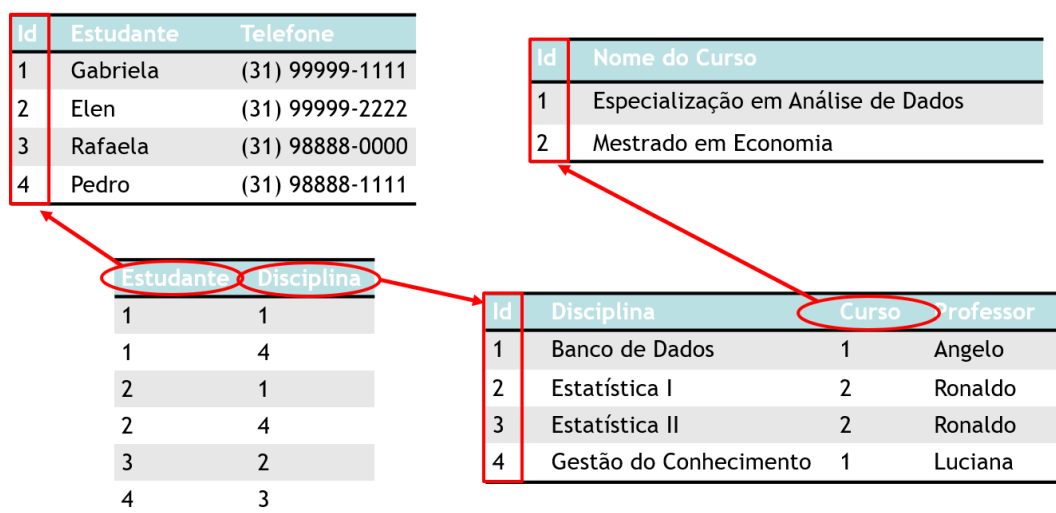 Id Estudante Telefone
1 Gabriela (31) 99999-1111
2 Elen (31) 99999-2222
3 Rafaela (31) 98888-0000
4 Pedro (31) 98888-1111
Id Nome do Curso
1 Especialização em Análise de Dados
2 Mestrado em Economia
Estudante Disciplina
1 1
1 4
2 1
2 4
3 2
4 3
Id Disciplina Curso Professor
1 Banco de Dados 1 Angelo
2 Estatística I 2 Ronaldo
3 Estatística II 2 Ronaldo
4 Gestão do Conhecimento 1 Luciana